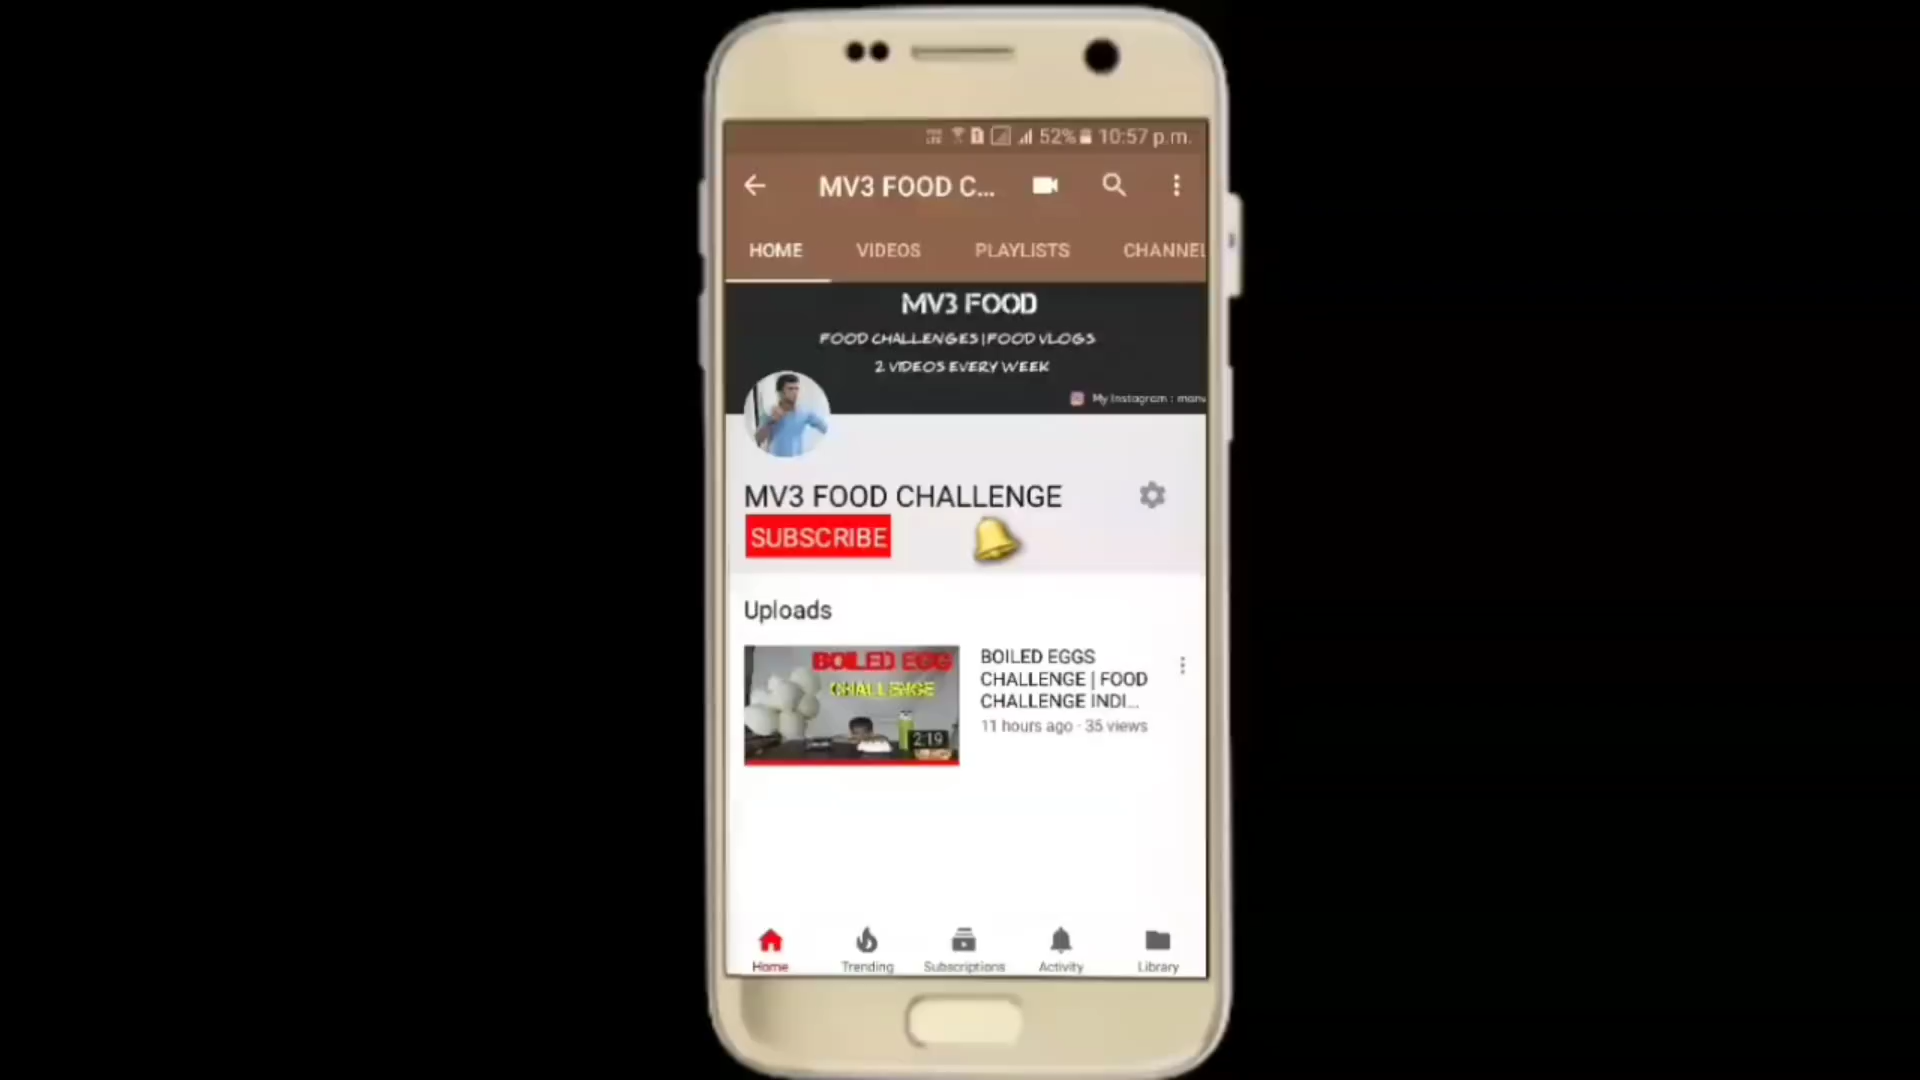 52% 10:57 p.m.
MV3 FOOD C...
HOME VIDEOS PLAYLISTS CHANNEL
MV3 FOOD
FOOD CHALLENGES|FOOD VLOGS
2 VIDEOS EVERY WEEK
My Instagram : manv
MV3 FOOD CHALLENGE
SUBSCRIBE
Uploads
BOILED EGG
CHALLENGE
2:19
BOILED EGGS
CHALLENGE | FOOD
CHALLENGE INDI...
11 hours ago · 35 views
Home Trending Subscriptions Activity Library